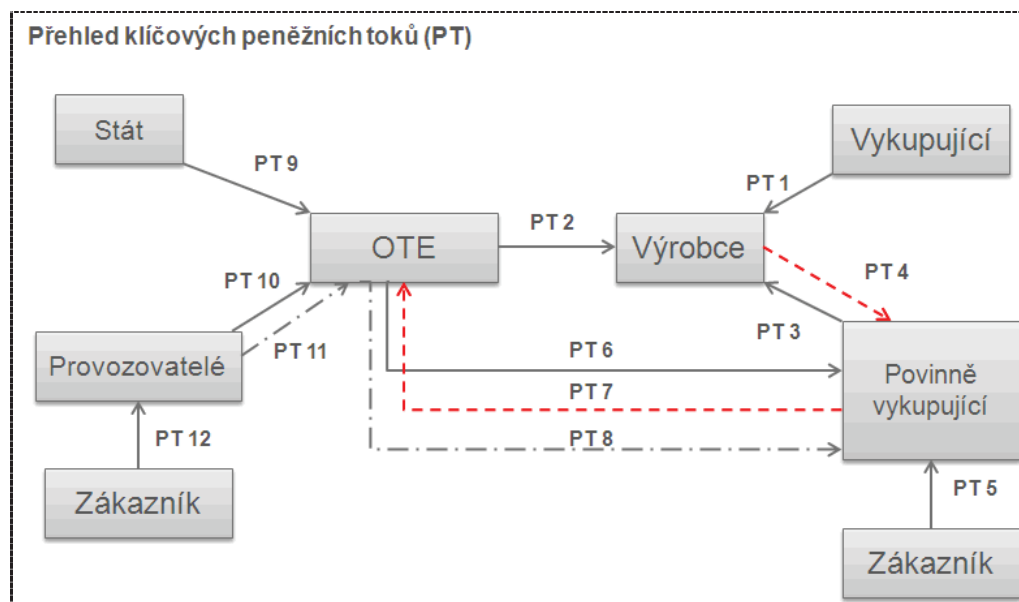 Přehled klíčových peněžních toků (PT)
Stát
Vykupující
PT 9
PT 1
OTE
PT 2
Výrobce
PT 4
PT 10
PT 11
PT 3
Provozovatelé
PT 6
Povinně
vykupující
PT 7
PT 12
PT 8
Zákazník
PT 5
Zákazník